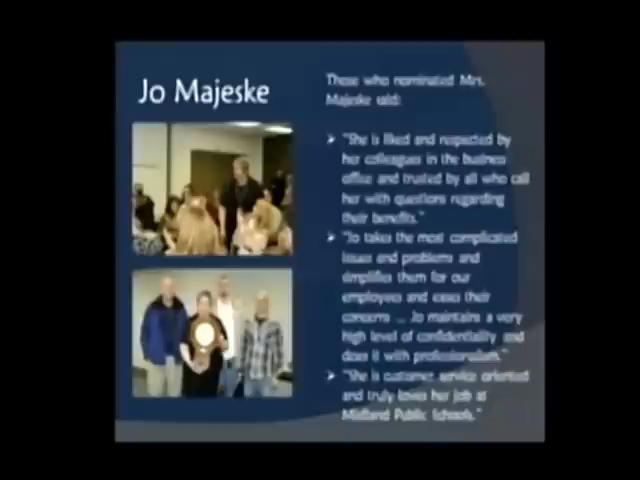 Jo Majeske
Those who nominated Mrs.
Majeske said:
➤ "She is liked and respected by
her colleagues in the business
office and trusted by all who call
her with questions regarding
their benefits."
➤ "Jo takes the most complicated
issues and problems and
simplifies them for our
employees and eases their
concerns ... Jo maintains a very
high level of confidentiality and
does it with professionalism."
➤ "She is customer service oriented
and truly loves her job at
Midland Public Schools."